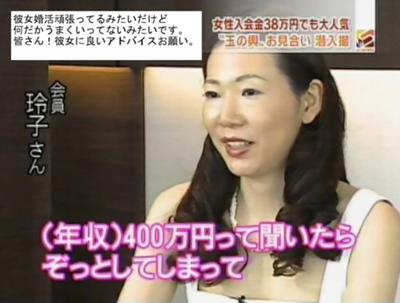 彼女婚活頑張ってるみたいだけど
何だかうまくいってないみたいです。
皆さん!彼女に良いアドバイスお願い。
女性入会金38万円でも大人気
"玉の輿"お見合い 潜入撮
会員
玲子さん
(年収)400万円って聞いたら
ぞっとしてしまって